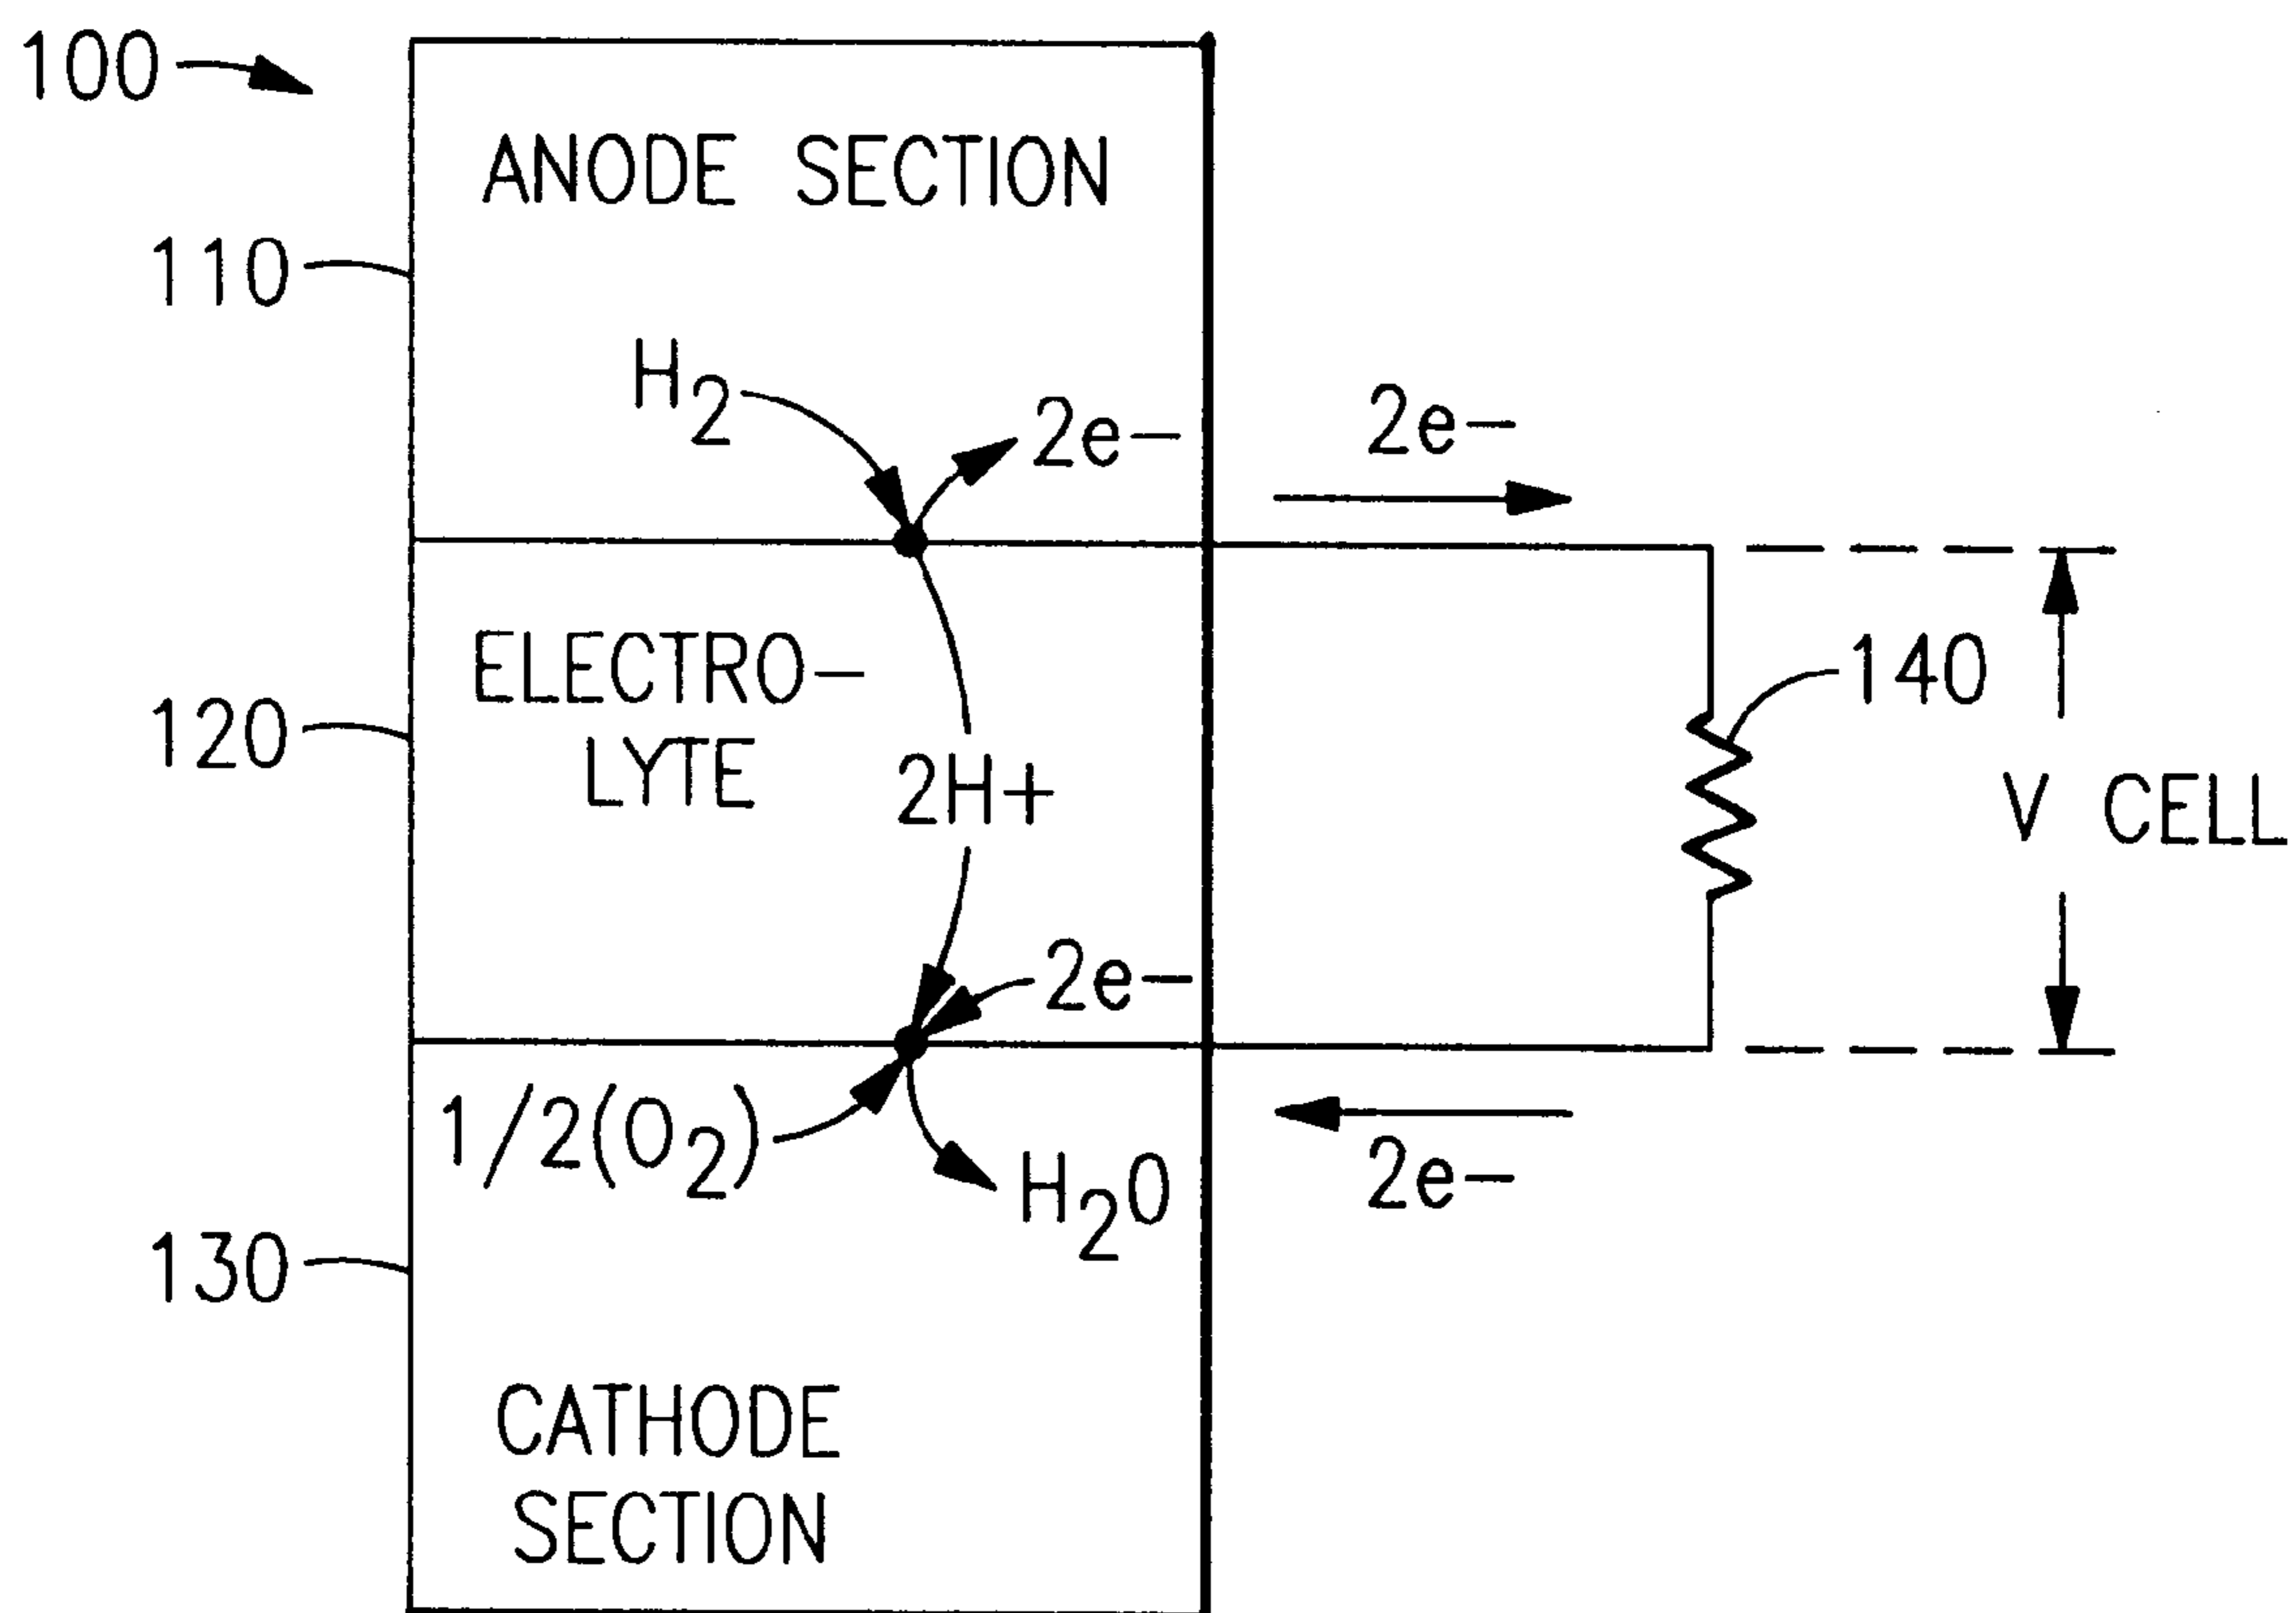 100
ANODE SECTION
110
H2
2e-
2e-
ELECTRO-
LYTE
120
140
2H+
V CELL
2e-
1/2(O2)
H2O
2e-
130
CATHODE
SECTION